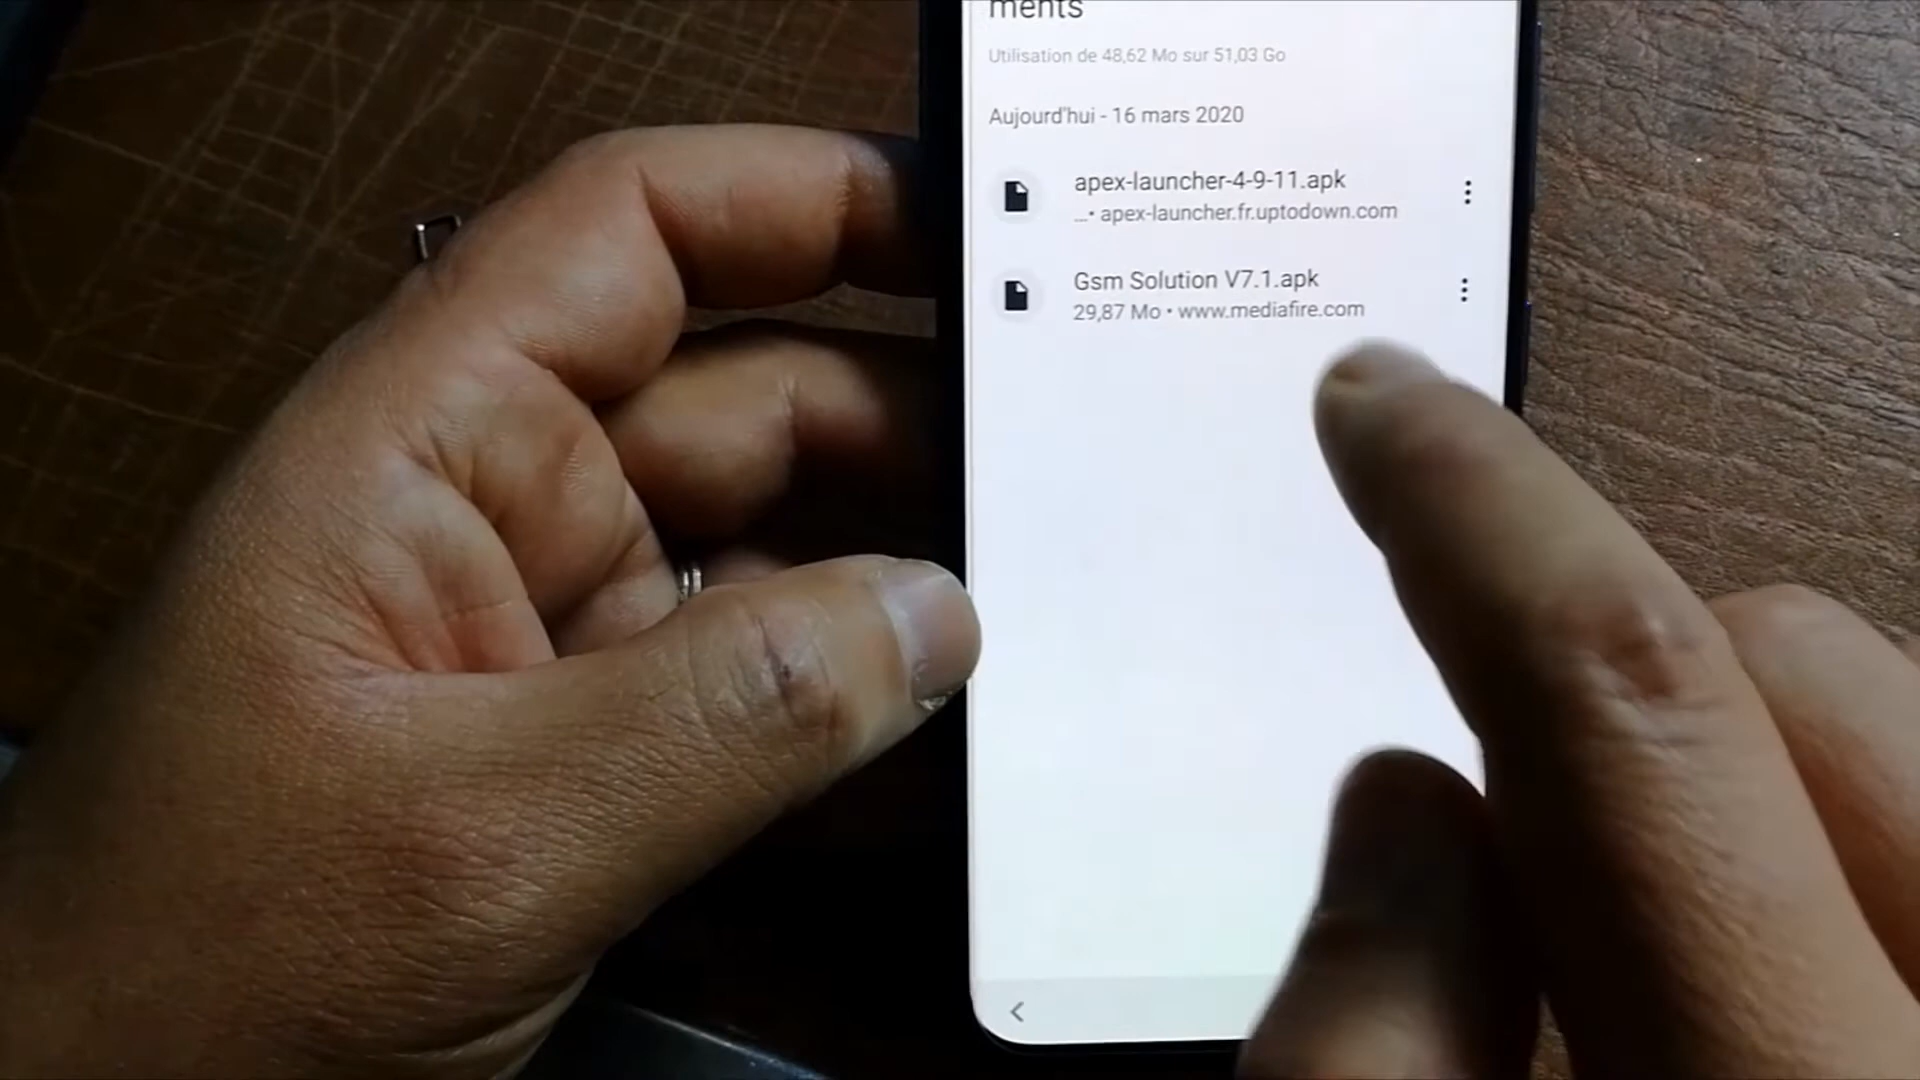 ments
Utilisation de 48,62 Mo sur 51,03 Go
Aujourd'hui - 16 mars 2020
apex-launcher-4-9-11.apk
...• apex-launcher.fr.uptodown.com
Gsm Solution V7.1.apk
29,87 Mo • www.mediafire.com